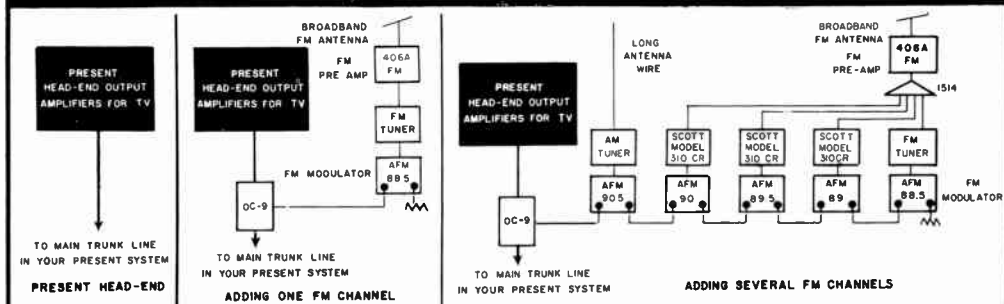 PRESENT
HEAD-END OUTPUT
AMPLIFIERS FOR TV
TO MAIN TRUNK LINE
IN YOUR PRESENT SYSTEM
PRESENT HEAD-END
BROADBAND
FM ANTENNA
FM
PRE AMP
406A
FM
PRESENT
HEAD-END OUTPUT
AMPLIFIERS FOR TV
FM
TUNER
FM MODULATOR
AFM
88.5
OC-9
TO MAIN TRUNK LINE
IN YOUR PRESENT SYSTEM
ADDING ONE FM CHANNEL
LONG
ANTENNA
WIRE
BROADBAND
FM ANTENNA
FM
PRE-AMP
406A
FM
1514
PRESENT
HEAD-END OUTPUT
AMPLIFIERS FOR TV
AM
TUNER
SCOTT
MODEL
310 CR
SCOTT
MODEL
310 CR
SCOTT
MODEL
310CR
FM
TUNER
AFM
90.5
AFM
90
AFM
89.5
AFM
89
AFM
88.5
FM
MODULATOR
OC-9
TO MAIN TRUNK LINE
IN YOUR PRESENT SYSTEM
ADDING SEVERAL FM CHANNELS